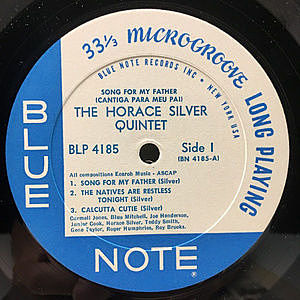 33⅓ MICROGROOVE LONG PLAYING
BLUE NOTE RECORDS INC • NEW YORK USA
SONG FOR MY FATHER
(CANTIGA PARA MEU PAI)
THE HORACE SILVER
QUINTET
BLP 4185 Side 1
(BN 4185-A)
All compositions Ecaroh Music - ASCAP
1. SONG FOR MY FATHER (Silver)
2. THE NATIVES ARE RESTLESS
TONIGHT (Silver)
3. CALCUTTA CUTIE (Silver)
Carmell Jones, Blue Mitchell, Joe Henderson,
Junior Cook, Horace Silver, Teddy Smith,
Gene Taylor, Roger Humphries, Roy Brooks.
BLUE
NOTE
®